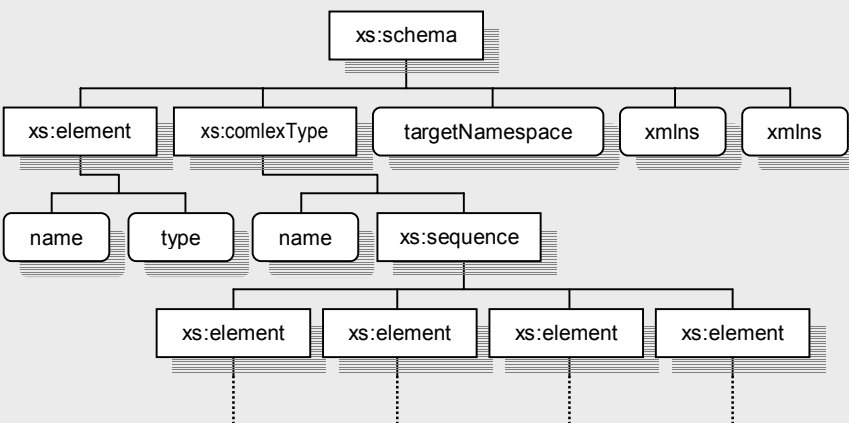 xs:schema
xs:element
xs:comlexType
targetNamespace
xmlns
xmlns
name
type
name
xs:sequence
xs:element
xs:element
xs:element
xs:element